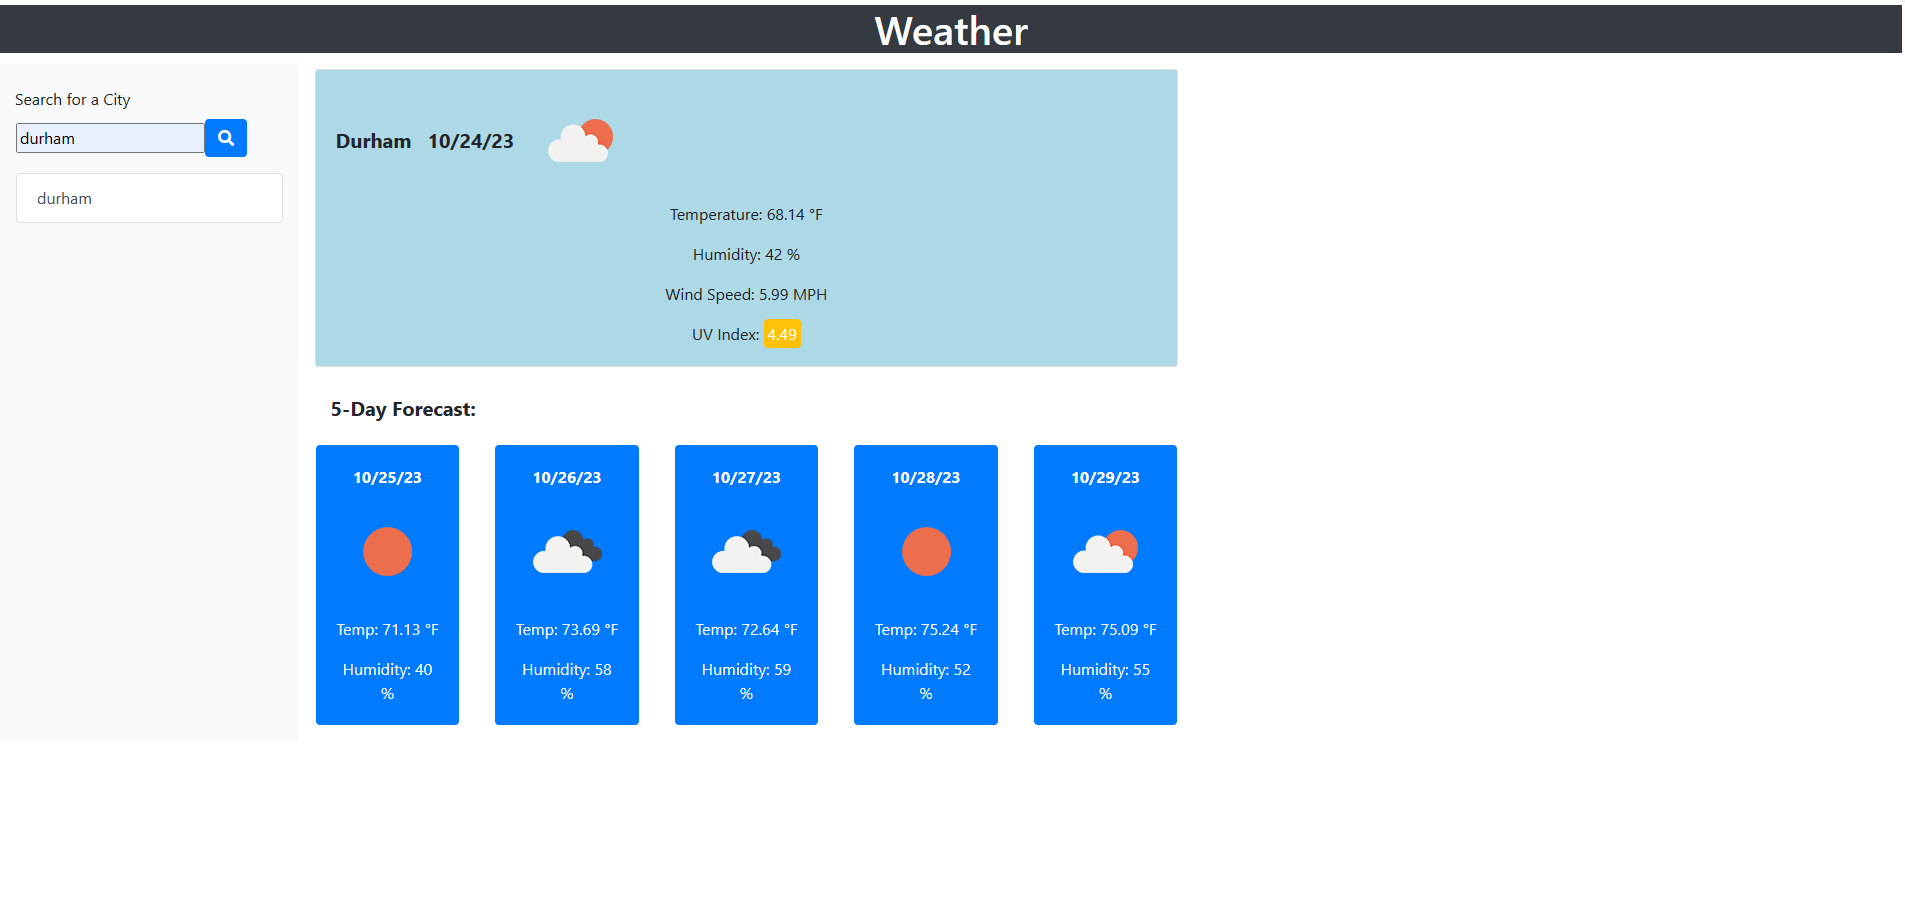 Weather
Search for a City
durham
durham
Durham 10/24/23
Temperature: 68.14 °F
Humidity: 42 %
Wind Speed: 5.99 MPH
UV Index: 4.49
5-Day Forecast:
10/25/23
Temp: 71.13 °F
Humidity: 40
%
10/26/23
Temp: 73.69 °F
Humidity: 58
%
10/27/23
Temp: 72.64 °F
Humidity: 59
%
10/28/23
Temp: 75.24 °F
Humidity: 52
%
10/29/23
Temp: 75.09 °F
Humidity: 55
%